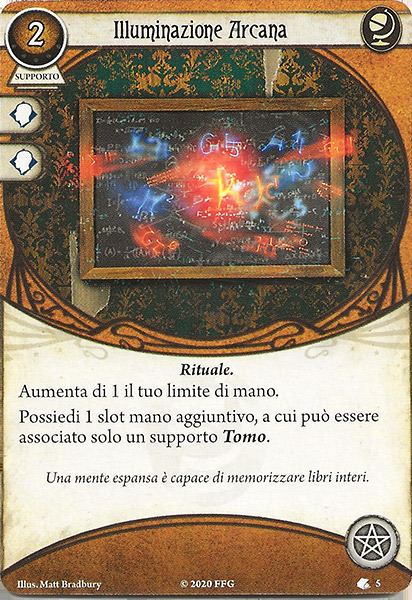 Illuminazione Arcana
2
SUPPORTO
Rituale.
Aumenta di 1 il tuo limite di mano.
Possiedi 1 slot mano aggiuntivo, a cui può essere
associato solo un supporto Tomo.
Una mente espansa è capace di memorizzare libri interi.
Illus. Matt Bradbury
© 2020 FFG
5